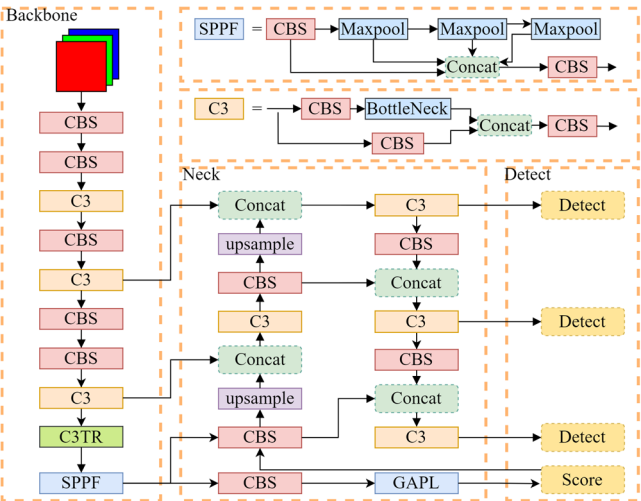 Backbone
CBS
CBS
C3
CBS
C3
CBS
CBS
C3
C3TR
SPPF
SPPF = CBS Maxpool Maxpool Maxpool
Concat CBS
C3 = CBS BottleNeck
CBS Concat CBS
Neck
Concat C3
upsample CBS
CBS Concat
C3 C3
Concat CBS
upsample Concat
CBS C3
CBS GAPL
Detect
Detect
Detect
Detect
Score